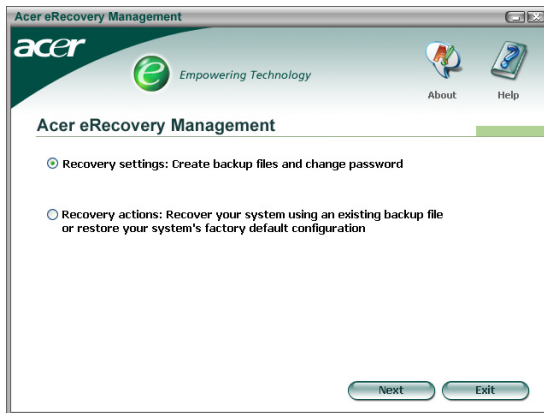 Acer eRecovery Management
acer
e
Empowering Technology
About
Help
Acer eRecovery Management
Recovery settings: Create backup files and change password
Recovery actions: Recover your system using an existing backup file
or restore your system's factory default configuration
Next
Exit